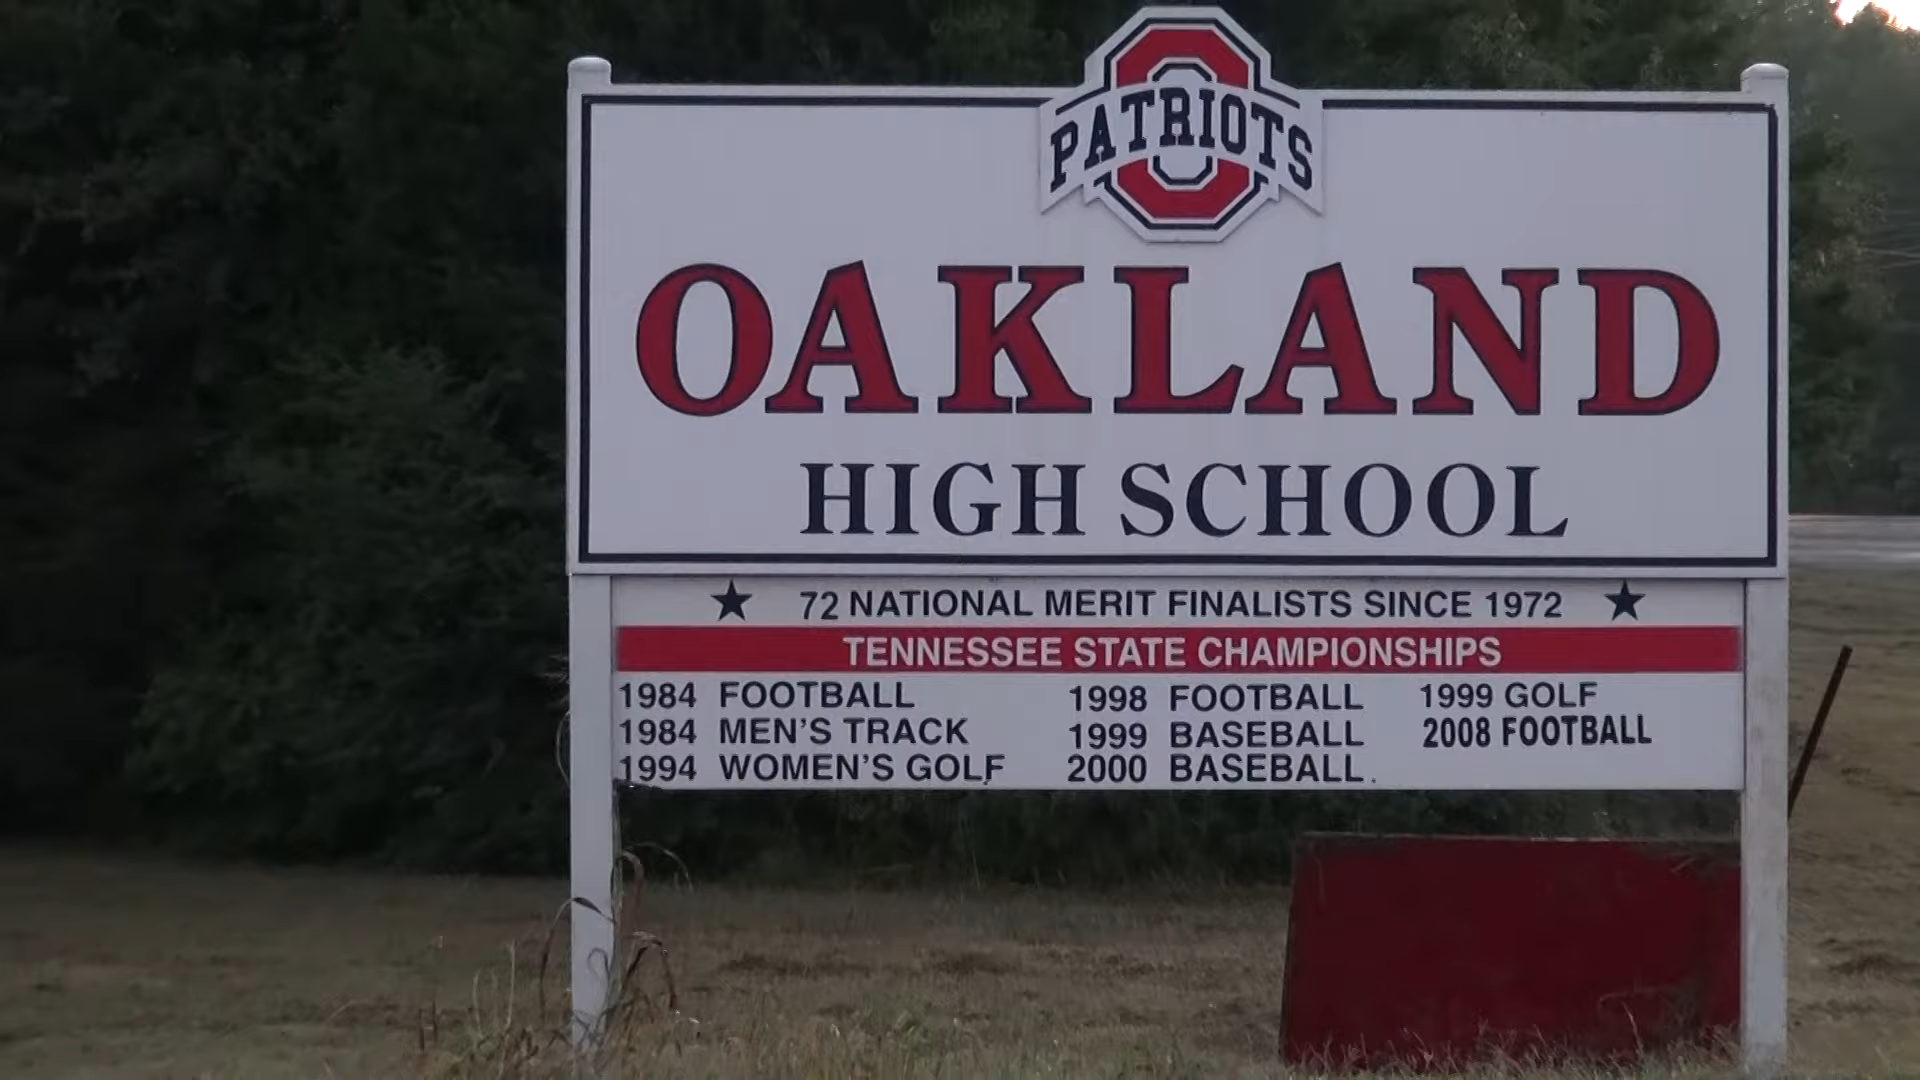 PATRIOTS
OAKLAND
HIGH SCHOOL
★ 72 NATIONAL MERIT FINALISTS SINCE 1972 ★
TENNESSEE STATE CHAMPIONSHIPS
1984 FOOTBALL
1984 MEN'S TRACK
1994 WOMEN'S GOLF
1998 FOOTBALL
1999 BASEBALL
2000 BASEBALL
1999 GOLF
2008 FOOTBALL